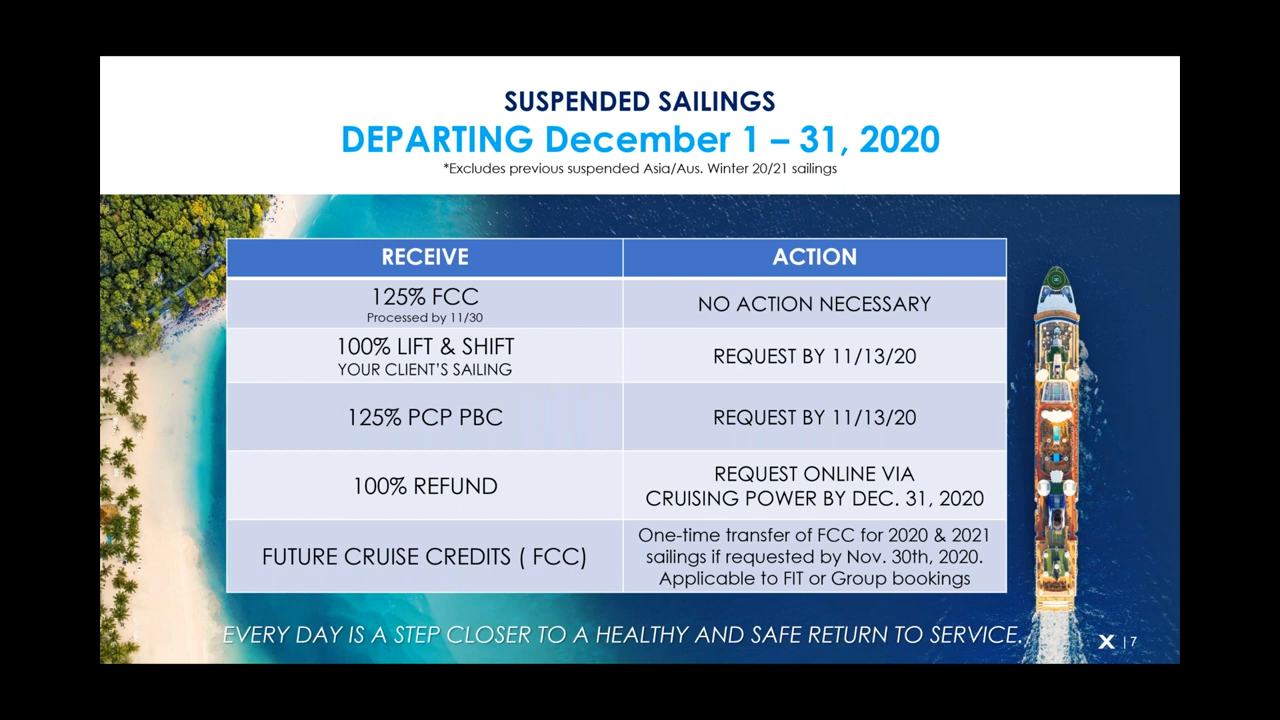 SUSPENDED SAILINGS
DEPARTING December 1 – 31, 2020
*Excludes previous suspended Asia/Aus. Winter 20/21 sailings
RECEIVE
ACTION
125% FCC
Processed by 11/30
NO ACTION NECESSARY
100% LIFT & SHIFT
YOUR CLIENT'S SAILING
REQUEST BY 11/13/20
125% PCP PBC
REQUEST BY 11/13/20
100% REFUND
REQUEST ONLINE VIA
CRUISING POWER BY DEC. 31, 2020
FUTURE CRUISE CREDITS ( FCC)
One-time transfer of FCC for 2020 & 2021
sailings if requested by Nov. 30th, 2020.
Applicable to FIT or Group bookings
EVERY DAY IS A STEP CLOSER TO A HEALTHY AND SAFE RETURN TO SERVICE.
X |7